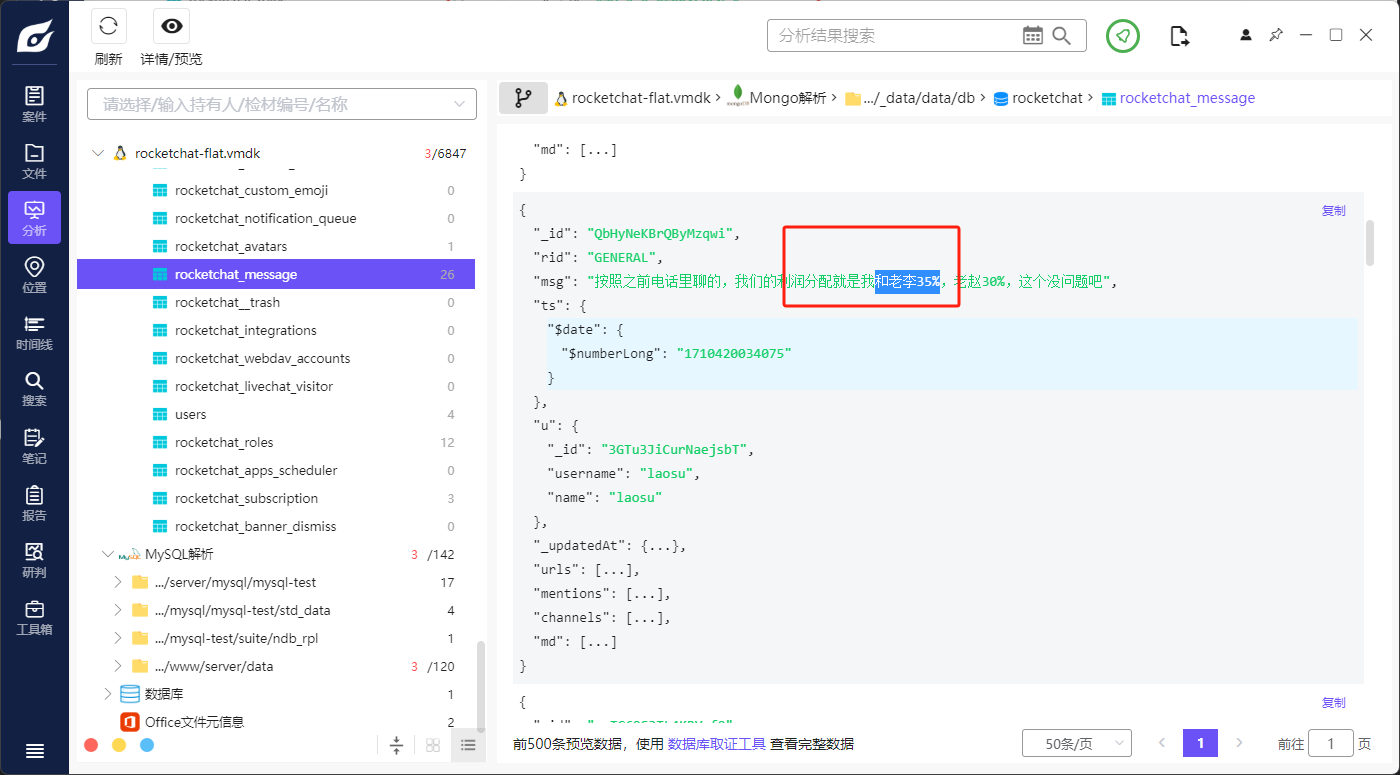 刷新
详情/预览
分析结果搜索
案件
文件
分析
位置
时间线
搜索
笔记
报告
研判
工具箱
请选择/输入持有人/检材编号/名称
rocketchat-flat.vmdk 3/6847
rocketchat_custom_emoji 0
rocketchat_notification_queue 0
rocketchat_avatars 1
rocketchat_message 26
rocketchat__trash 0
rocketchat_integrations 0
rocketchat_webdav_accounts 0
rocketchat_livechat_visitor 0
users 4
rocketchat_roles 12
rocketchat_apps_scheduler 0
rocketchat_subscription 3
rocketchat_banner_dismiss 0
MySQL解析 3 /142
.../server/mysql/mysql-test 17
.../mysql/mysql-test/std_data 4
.../mysql-test/suite/ndb_rpl 1
.../www/server/data 3 /120
数据库 1
Office文件元信息 2
rocketchat-flat.vmdk > Mongo解析 > .../_data/data/db > rocketchat > rocketchat_message
"md": [...]
}
{ 复制
"_id": "QbHyNeKBrQByMzqwi",
"rid": "GENERAL",
"msg": "按照之前电话里聊的，我们的利润分配就是我和老李35%，老赵30%，这个没问题吧",
"ts": {
"$date": {
"$numberLong": "1710420034075"
}
},
"u": {
"_id": "3GTu3JiCurNaejsbT",
"username": "laosu",
"name": "laosu"
},
"_updatedAt": {...},
"urls": [...],
"mentions": [...],
"channels": [...],
"md": [...]
}
{ 复制
前500条预览数据，使用 数据库取证工具 查看完整数据
50条/页
1
前往 1 页